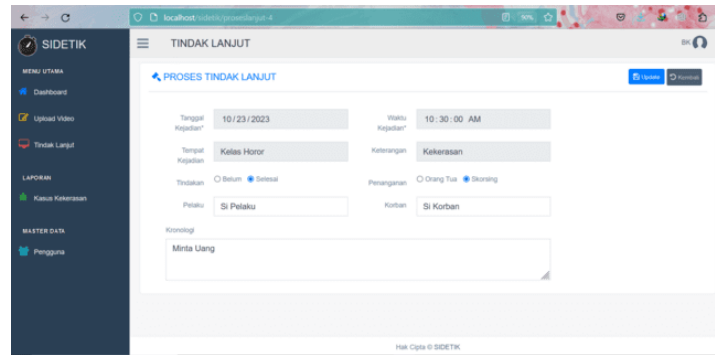 localhost/sidetik/proseslanjut-4
90%
SIDETIK
TINDAK LANJUT
BK
MENU UTAMA
Dashboard
Upload Video
Tindak Lanjut
LAPORAN
Kasus Kekerasan
MASTER DATA
Pengguna
PROSES TINDAK LANJUT
Update
Kembali
Tanggal Kejadian*
10/23/2023
Waktu Kejadian*
10:30:00 AM
Tempat Kejadian
Kelas Horor
Keterangan
Kekerasan
Tindakan
Belum
Selesai
Penanganan
Orang Tua
Skorsing
Pelaku
Si Pelaku
Korban
Si Korban
Kronologi
Minta Uang
Hak Cipta © SIDETIK